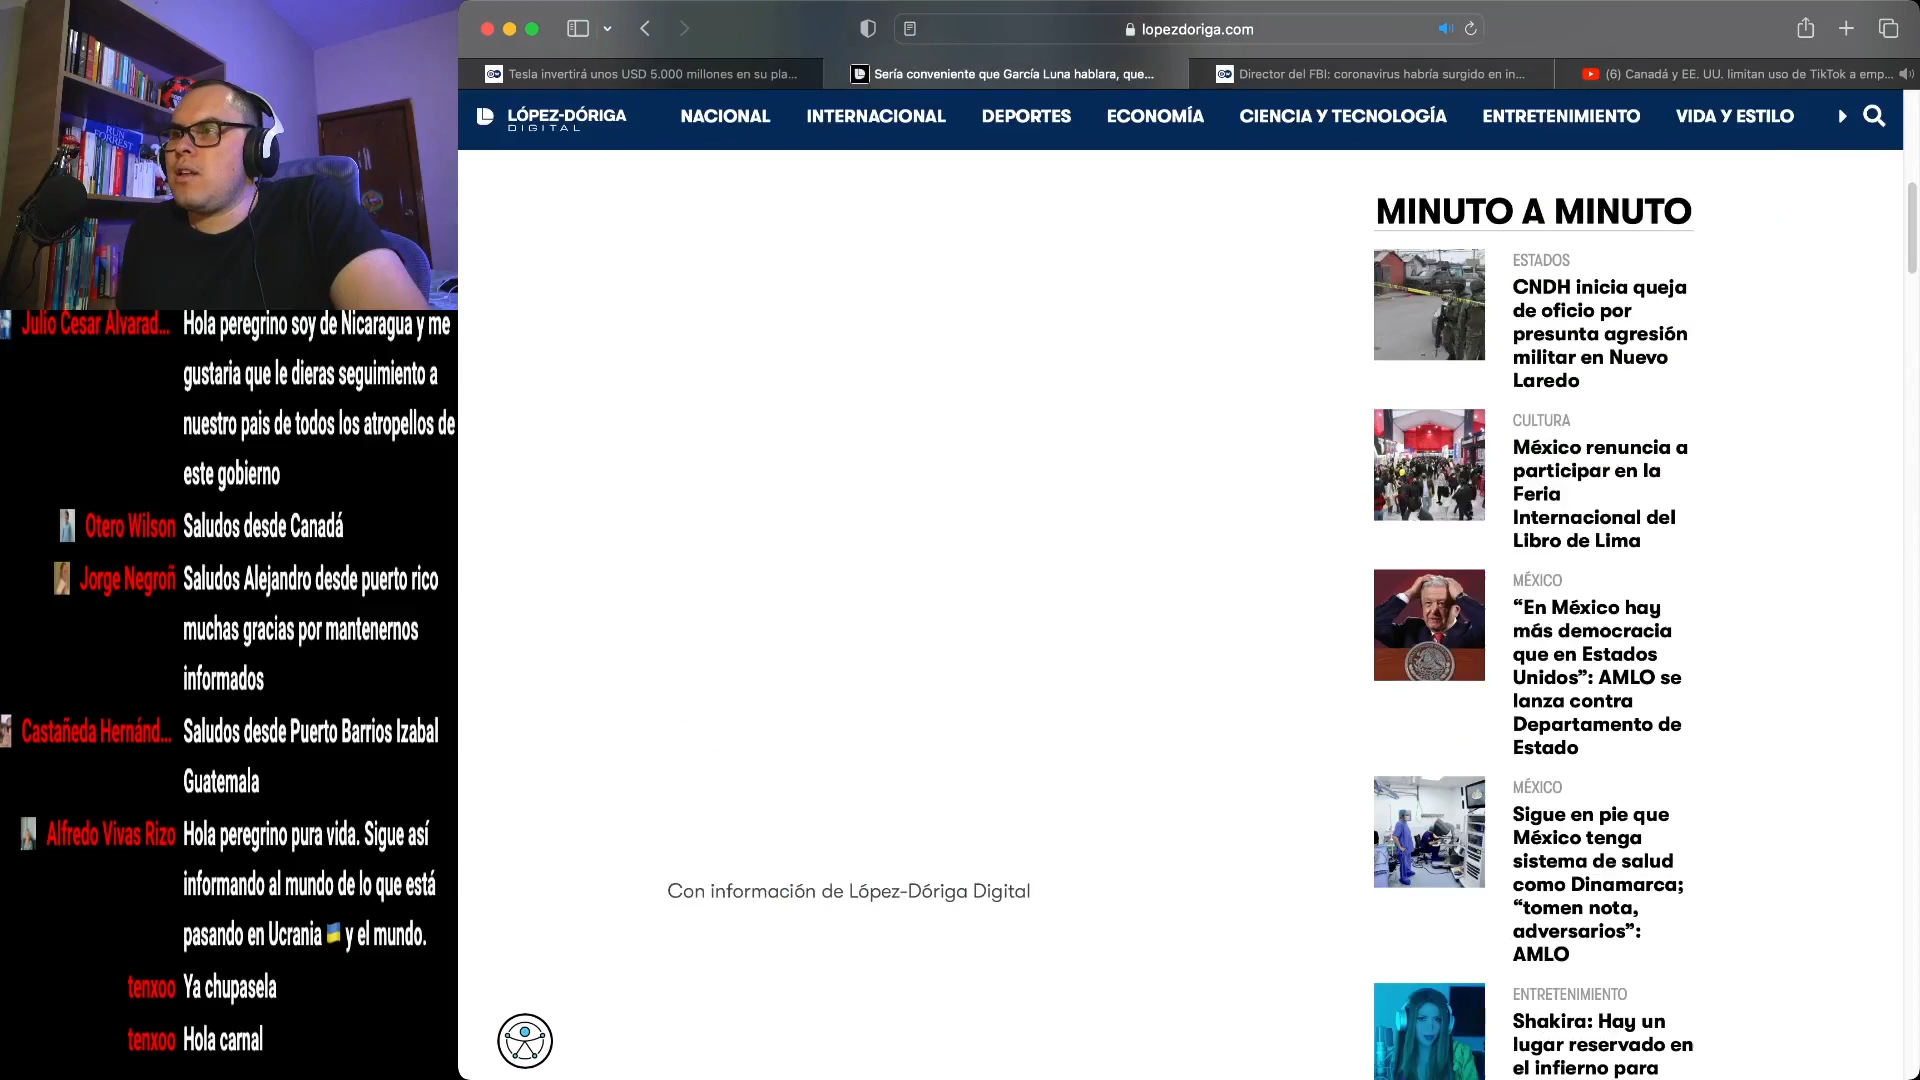 lopezdoriga.com
Tesla invertirá unos USD 5.000 millones en su pla...
Sería conveniente que García Luna hablara, que...
Director del FBI: coronavirus habría surgido en in...
(6) Canadá y EE. UU. limitan uso de TikTok a emp...
LÓPEZ-DÓRIGA
DIGITAL
NACIONAL
INTERNACIONAL
DEPORTES
ECONOMÍA
CIENCIA Y TECNOLOGÍA
ENTRETENIMIENTO
VIDA Y ESTILO
RUN
FORREST
Julio Cesar Alvarad... Hola peregrino soy de Nicaragua y me
gustaria que le dieras seguimiento a
nuestro pais de todos los atropellos de
este gobierno
Otero Wilson Saludos desde Canadá
Jorge Negroñ Saludos Alejandro desde puerto rico
muchas gracias por mantenernos
informados
Castañeda Hernánd... Saludos desde Puerto Barrios Izabal
Guatemala
Alfredo Vivas Rizo Hola peregrino pura vida. Sigue así
informando al mundo de lo que está
pasando en Ucrania 🇺🇦 y el mundo.
tenxoo Ya chupasela
tenxoo Hola carnal
Con información de López-Dóriga Digital
MINUTO A MINUTO
ESTADOS
CNDH inicia queja
de oficio por
presunta agresión
militar en Nuevo
Laredo
CULTURA
México renuncia a
participar en la
Feria
Internacional del
Libro de Lima
MÉXICO
“En México hay
más democracia
que en Estados
Unidos”: AMLO se
lanza contra
Departamento de
Estado
MÉXICO
Sigue en pie que
México tenga
sistema de salud
como Dinamarca;
“tomen nota,
adversarios”:
AMLO
ENTRETENIMIENTO
Shakira: Hay un
lugar reservado en
el infierno para